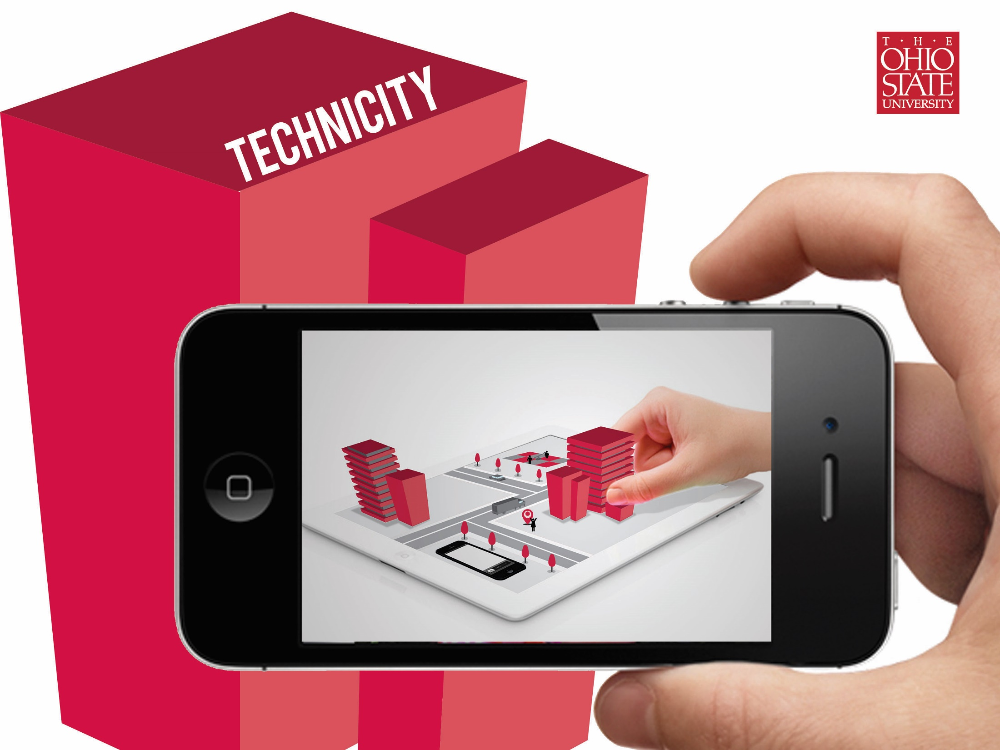 TECHNICITY
T · H · E
OHIO
STATE
UNIVERSITY